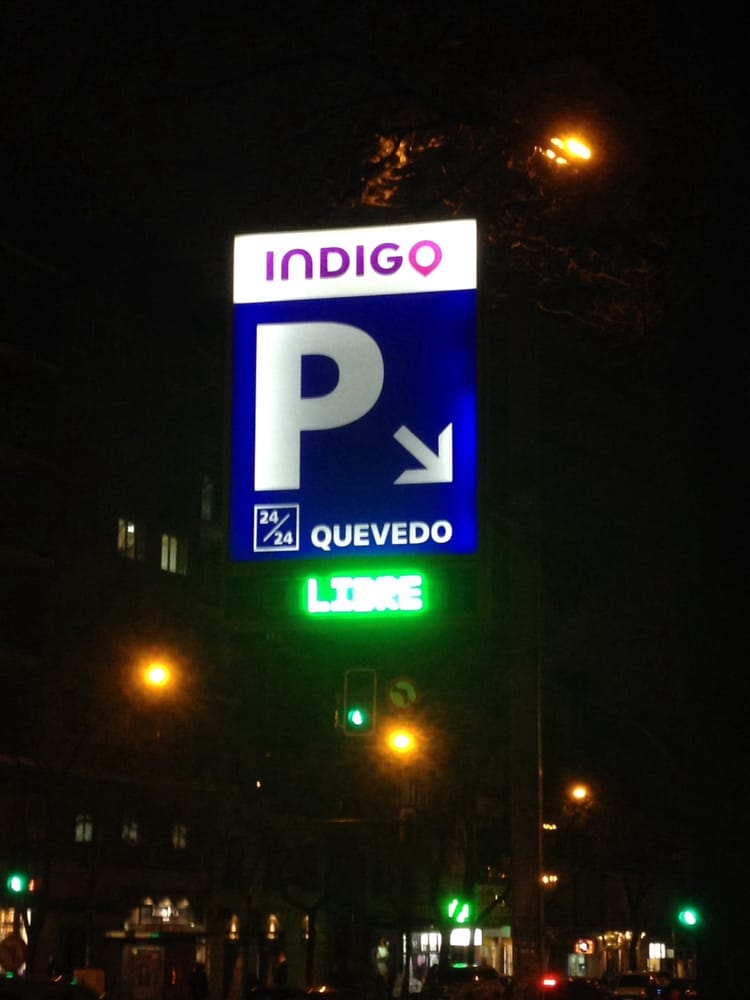 INDIGO
P
24/24 QUEVEDO
LIBRE